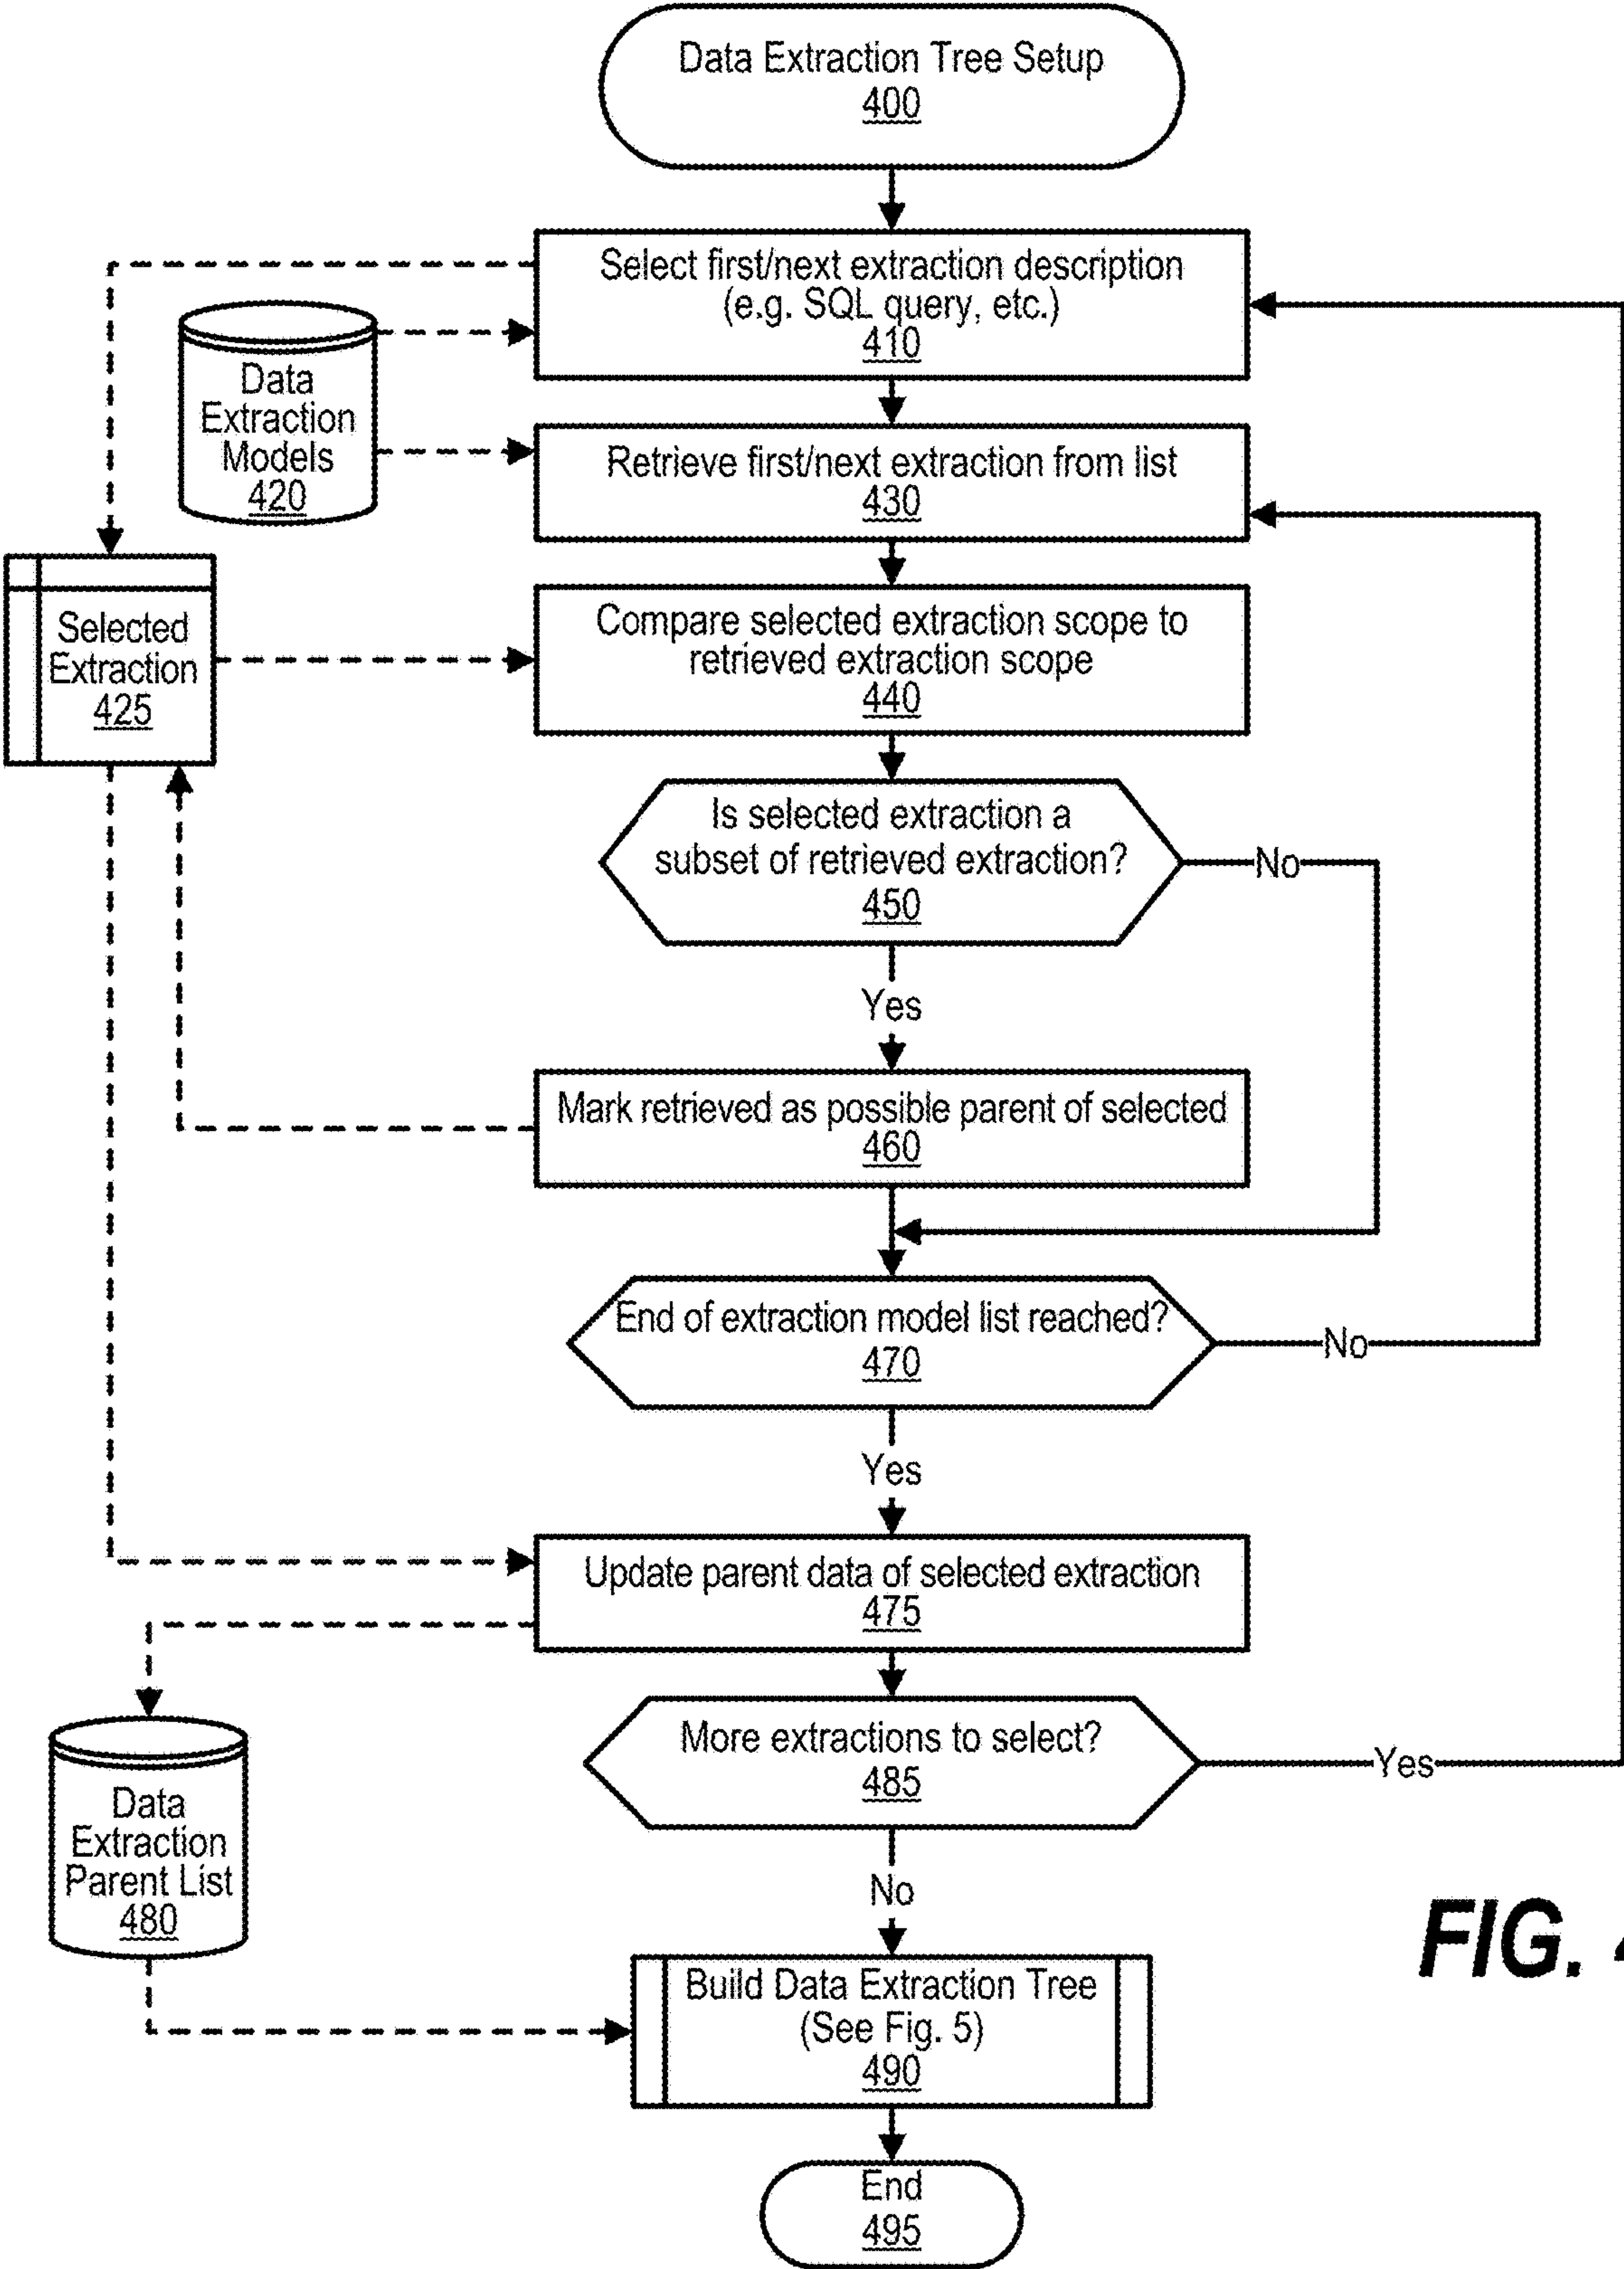 Data Extraction Tree Setup
400
Select first/next extraction description
(e.g. SQL query, etc.)
410
Data
Extraction
Models
420
Retrieve first/next extraction from list
430
Selected
Extraction
425
Compare selected extraction scope to
retrieved extraction scope
440
Is selected extraction a
subset of retrieved extraction?
450
No
Yes
Mark retrieved as possible parent of selected
460
End of extraction model list reached?
470
No
Yes
Update parent data of selected extraction
475
More extractions to select?
485
Yes
Data
Extraction
Parent List
480
No
Build Data Extraction Tree
(See Fig. 5)
490
FIG.
End
495